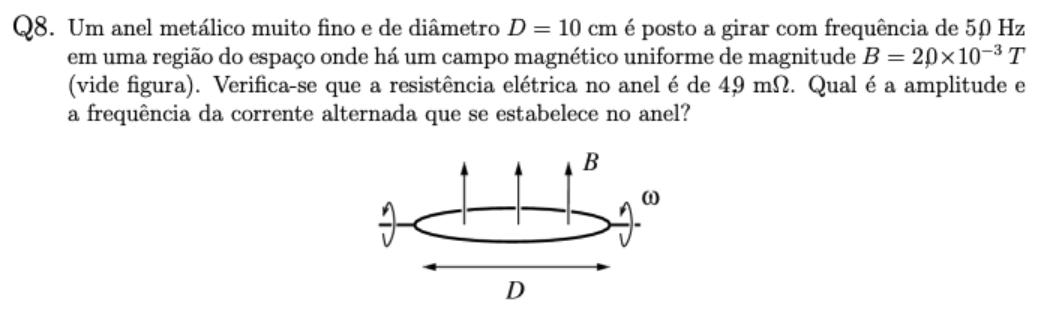 Q8. Um anel metálico muito fino e de diâmetro D = 10 cm é posto a girar com frequência de 5,0 Hz
em uma região do espaço onde há um campo magnético uniforme de magnitude B = 2,0×10⁻³ T
(vide figura). Verifica-se que a resistência elétrica no anel é de 4,9 mΩ. Qual é a amplitude e
a frequência da corrente alternada que se estabelece no anel?
B
ω
D